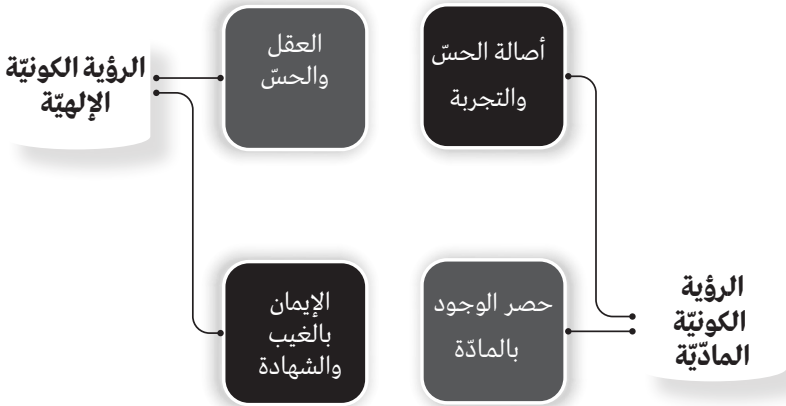 أصالة الحسّ
والتجربة
العقل
والحسّ
الرؤية الكونيّة
الإلهيّة
الرؤية
الكونيّة
المادّيّة
حصر الوجود
بالمادّة
الإيمان
بالغيب
والشهادة